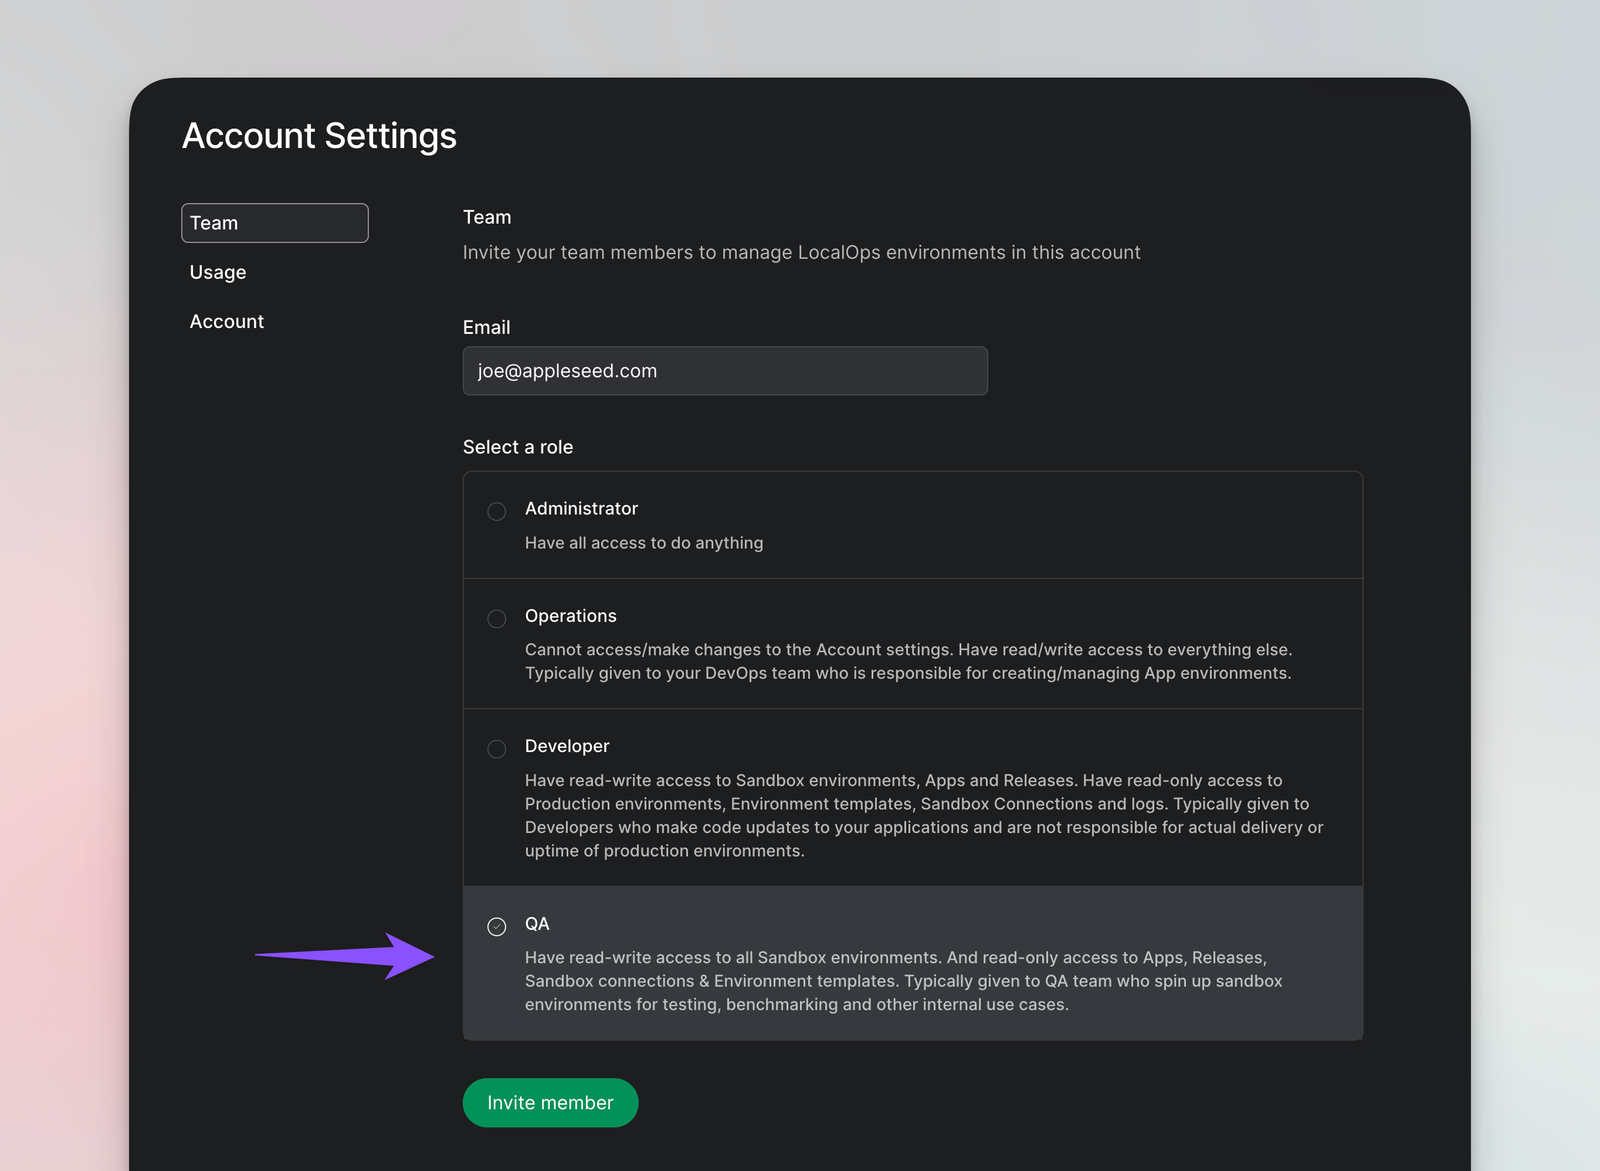 Account Settings
Team
Usage
Account
Team
Invite your team members to manage LocalOps environments in this account
Email
joe@appleseed.com
Select a role
Administrator
Have all access to do anything
Operations
Cannot access/make changes to the Account settings. Have read/write access to everything else.
Typically given to your DevOps team who is responsible for creating/managing App environments.
Developer
Have read-write access to Sandbox environments, Apps and Releases. Have read-only access to
Production environments, Environment templates, Sandbox Connections and logs. Typically given to
Developers who make code updates to your applications and are not responsible for actual delivery or
uptime of production environments.
QA
Have read-write access to all Sandbox environments. And read-only access to Apps, Releases,
Sandbox connections & Environment templates. Typically given to QA team who spin up sandbox
environments for testing, benchmarking and other internal use cases.
Invite member